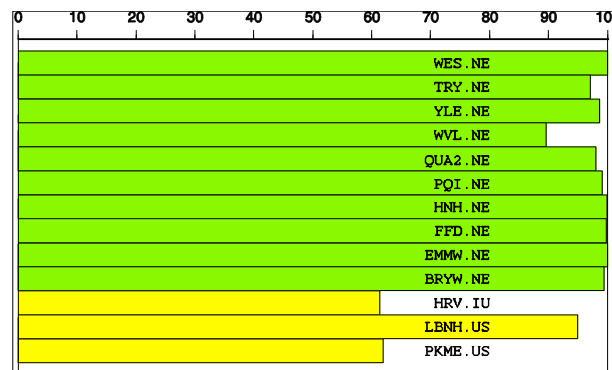 0 10 20 30 40 50 60 70 80 90 10
WES.NE
TRY.NE
YLE.NE
WVL.NE
QUA2.NE
PQI.NE
HNH.NE
FFD.NE
EMMW.NE
BRYW.NE
HRV.IU
LBNH.US
PKME.US